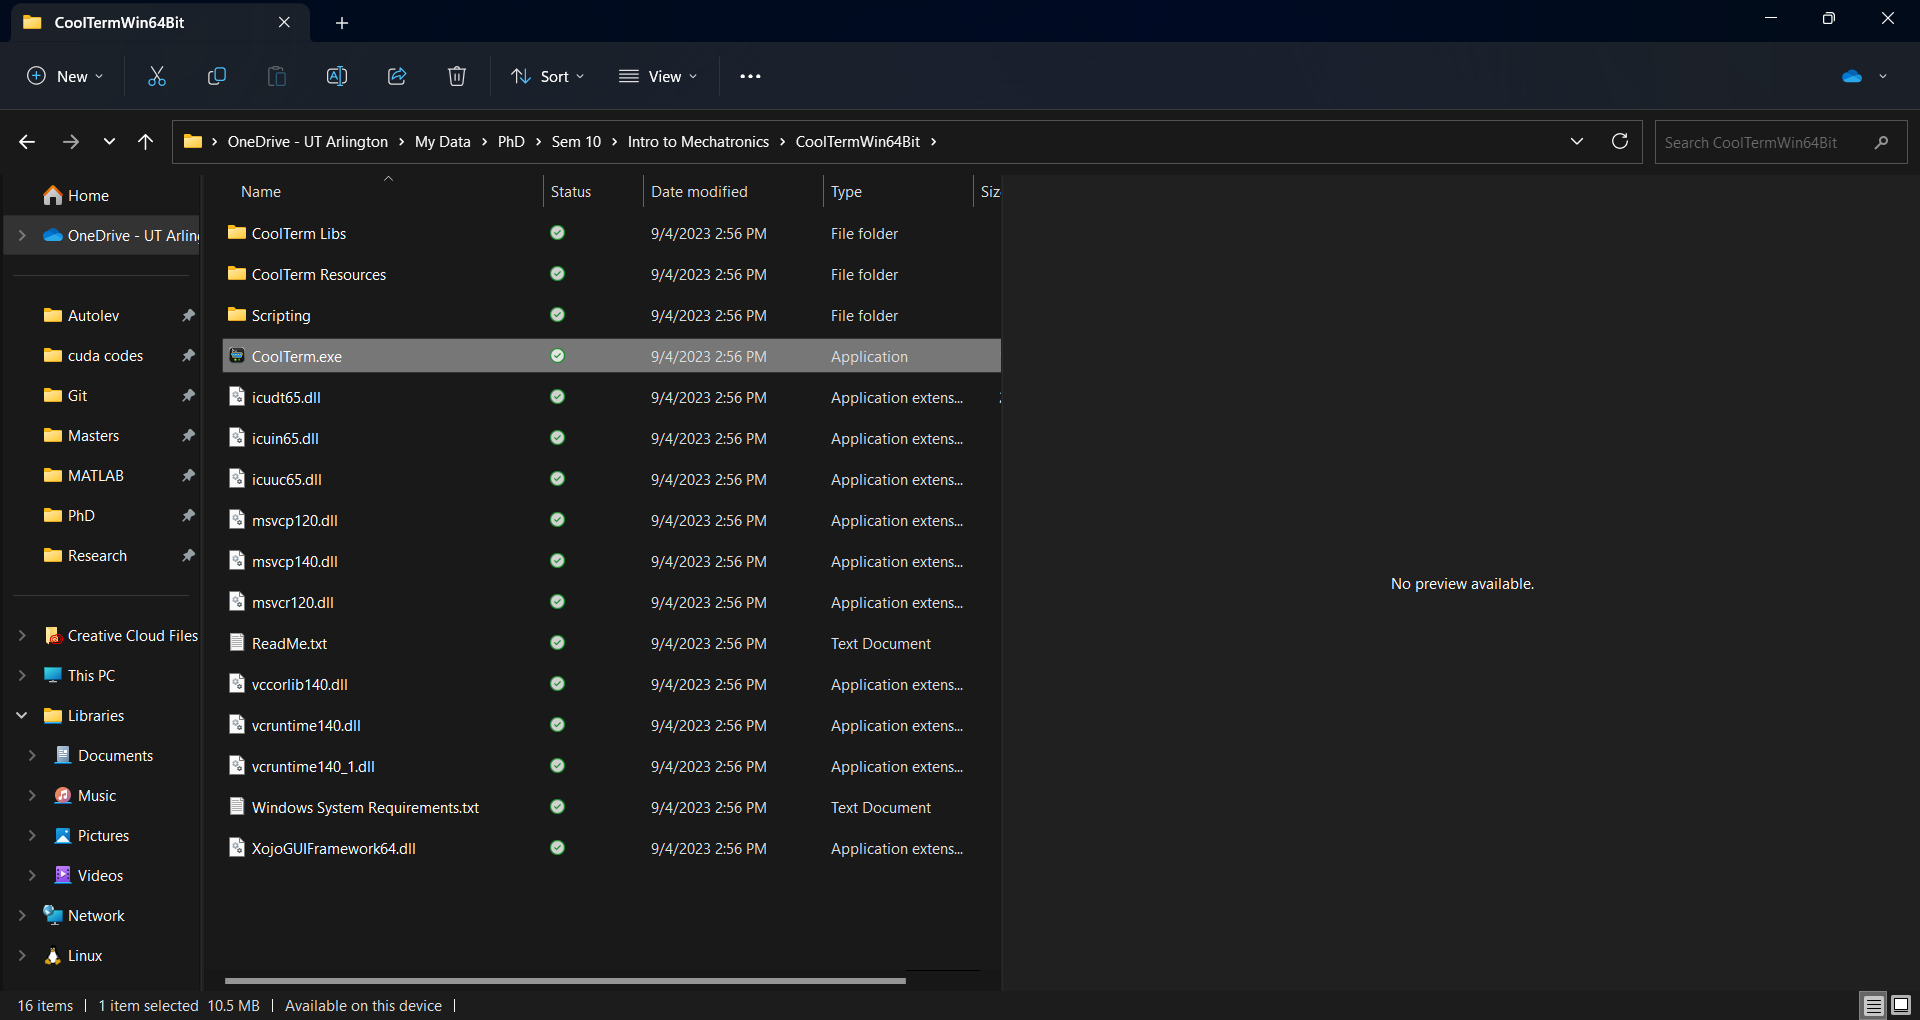 CoolTermWin64Bit
New
Sort
View
OneDrive - UT Arlington > My Data > PhD > Sem 10 > Intro to Mechatronics > CoolTermWin64Bit >
Search CoolTermWin64Bit
Home
OneDrive - UT Arlin
Autolev
cuda codes
Git
Masters
MATLAB
PhD
Research
Creative Cloud Files
This PC
Libraries
Documents
Music
Pictures
Videos
Network
Linux
Name Status Date modified Type Siz
CoolTerm Libs 9/4/2023 2:56 PM File folder
CoolTerm Resources 9/4/2023 2:56 PM File folder
Scripting 9/4/2023 2:56 PM File folder
CoolTerm.exe 9/4/2023 2:56 PM Application
icudt65.dll 9/4/2023 2:56 PM Application extens...
icuin65.dll 9/4/2023 2:56 PM Application extens...
icuuc65.dll 9/4/2023 2:56 PM Application extens...
msvcp120.dll 9/4/2023 2:56 PM Application extens...
msvcp140.dll 9/4/2023 2:56 PM Application extens...
msvcr120.dll 9/4/2023 2:56 PM Application extens...
ReadMe.txt 9/4/2023 2:56 PM Text Document
vccorlib140.dll 9/4/2023 2:56 PM Application extens...
vcruntime140.dll 9/4/2023 2:56 PM Application extens...
vcruntime140_1.dll 9/4/2023 2:56 PM Application extens...
Windows System Requirements.txt 9/4/2023 2:56 PM Text Document
XojoGUIFramework64.dll 9/4/2023 2:56 PM Application extens...
No preview available.
16 items | 1 item selected 10.5 MB | Available on this device |